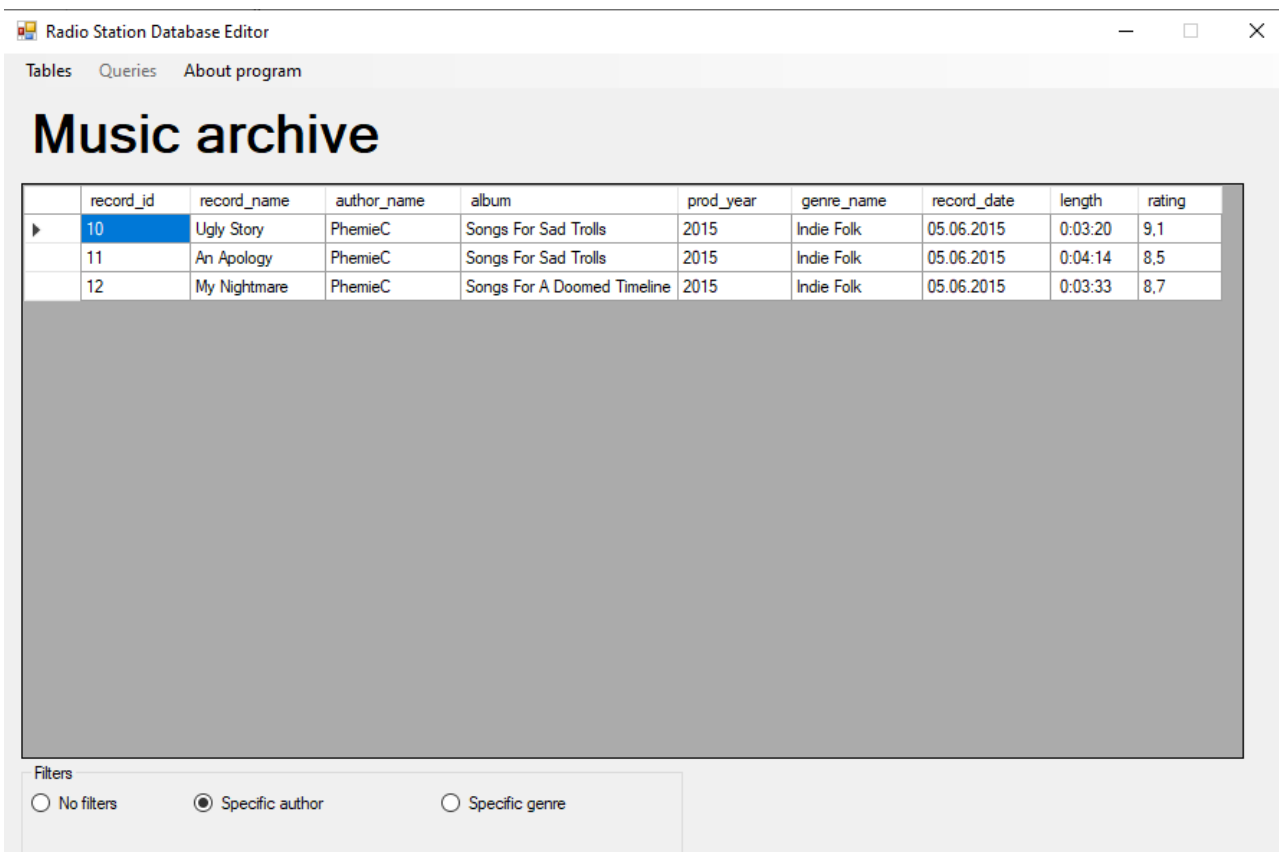 Radio Station Database Editor
Tables Queries About program
Music archive
record_id record_name author_name album prod_year genre_name record_date length rating
10 Ugly Story PhemieC Songs For Sad Trolls 2015 Indie Folk 05.06.2015 0:03:20 9,1
11 An Apology PhemieC Songs For Sad Trolls 2015 Indie Folk 05.06.2015 0:04:14 8,5
12 My Nightmare PhemieC Songs For A Doomed Timeline 2015 Indie Folk 05.06.2015 0:03:33 8,7
Filters
No filters Specific author Specific genre